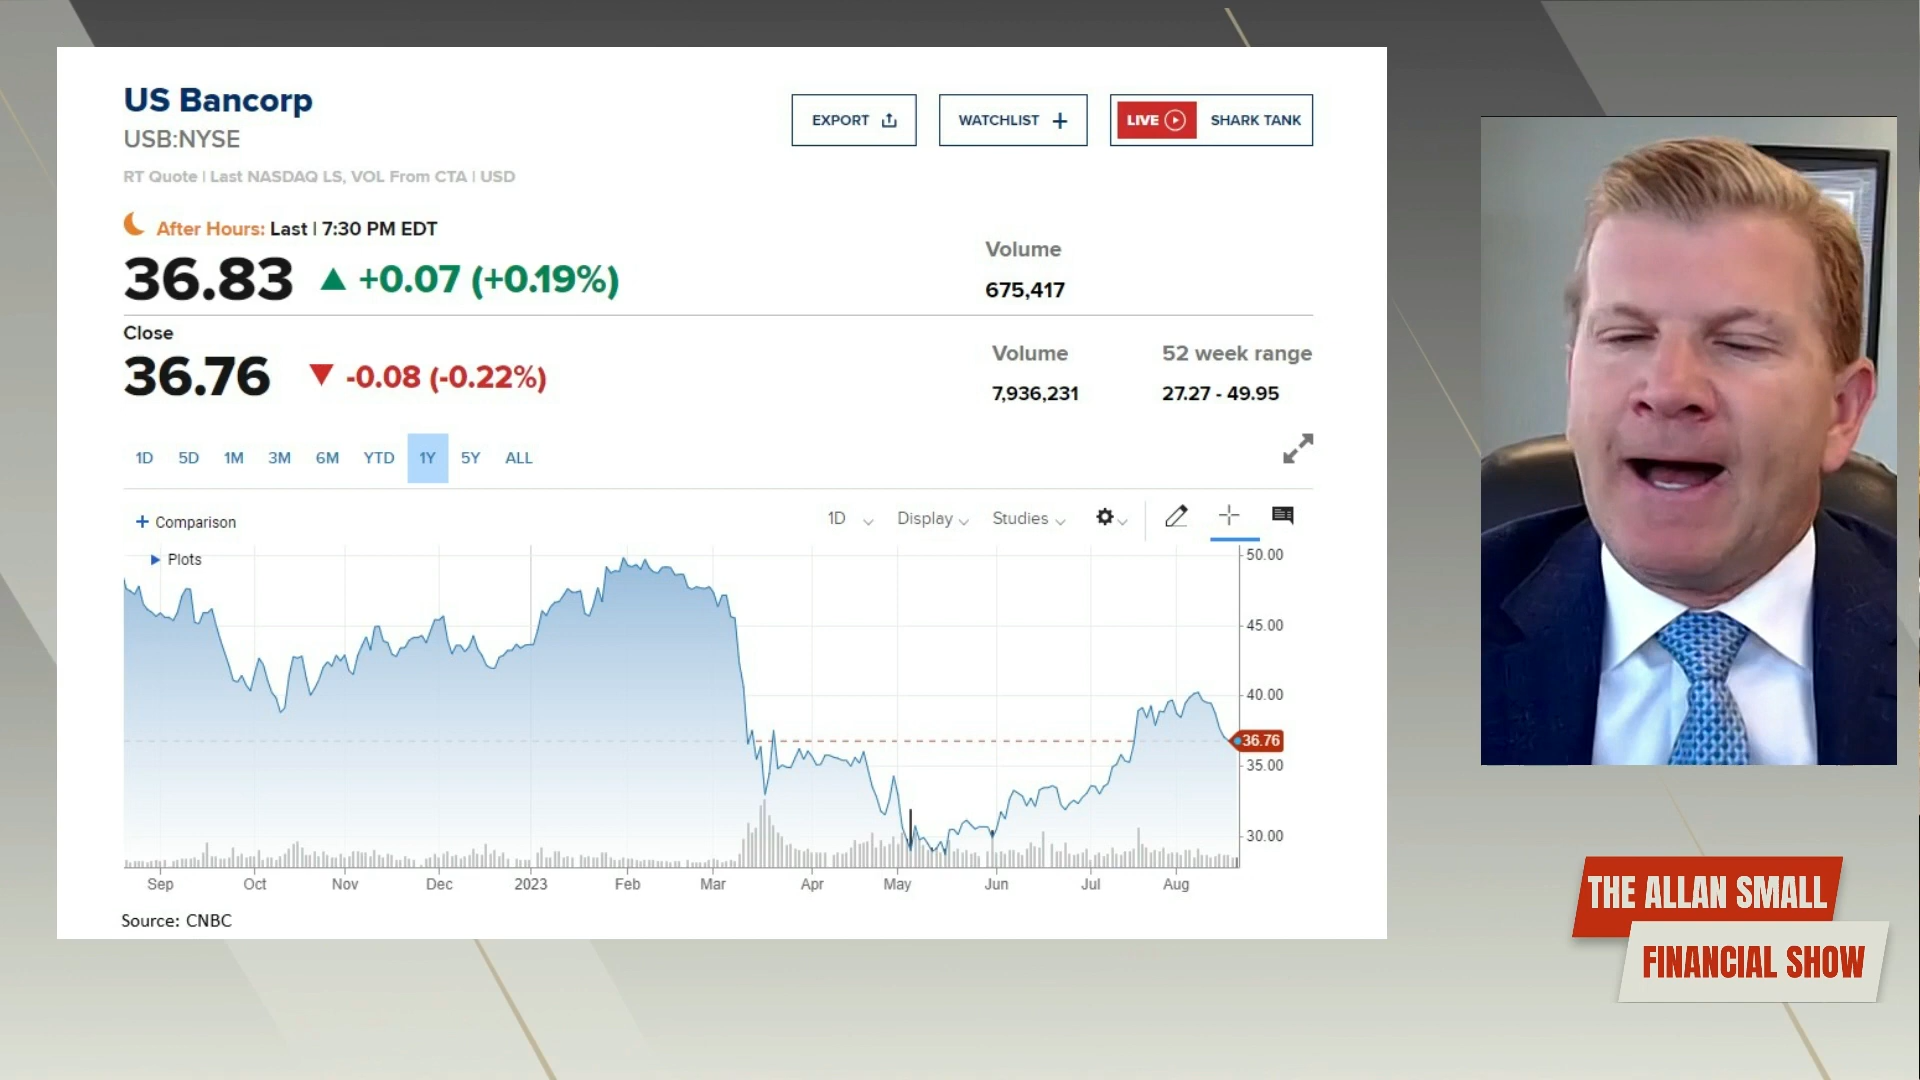 US Bancorp
USB:NYSE
RT Quote | Last NASDAQ LS, VOL From CTA | USD
EXPORT
WATCHLIST +
LIVE SHARK TANK
After Hours: Last | 7:30 PM EDT
36.83 +0.07 (+0.19%)
Volume
675,417
Close
36.76 -0.08 (-0.22%)
Volume
7,936,231
52 week range
27.27 - 49.95
1D 5D 1M 3M 6M YTD 1Y 5Y ALL
+ Comparison
1D Display Studies
Plots
50.00
45.00
40.00
36.76
35.00
30.00
Sep Oct Nov Dec 2023 Feb Mar Apr May Jun Jul Aug
Source: CNBC
THE ALLAN SMALL
FINANCIAL SHOW